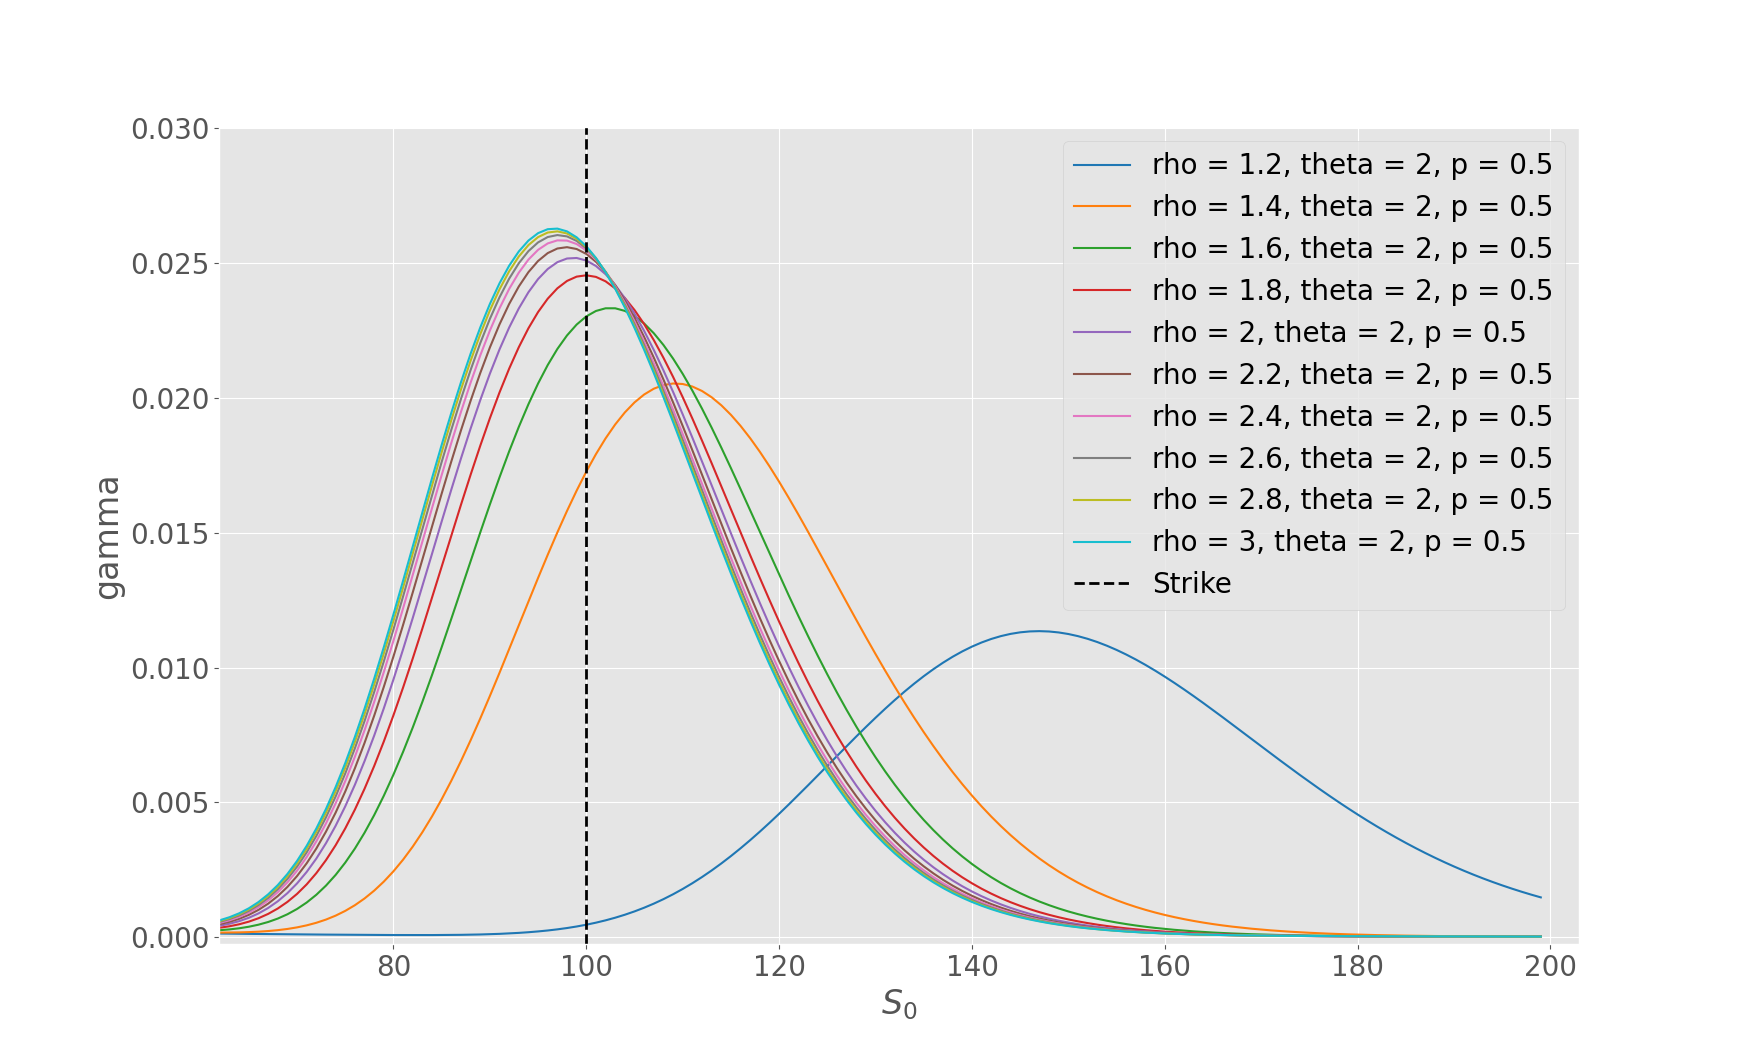 0.030
0.025
0.020
0.015
0.010
0.005
0.000
gamma
80
100
120
140
160
180
200
S₀
rho = 1.2, theta = 2, p = 0.5
rho = 1.4, theta = 2, p = 0.5
rho = 1.6, theta = 2, p = 0.5
rho = 1.8, theta = 2, p = 0.5
rho = 2, theta = 2, p = 0.5
rho = 2.2, theta = 2, p = 0.5
rho = 2.4, theta = 2, p = 0.5
rho = 2.6, theta = 2, p = 0.5
rho = 2.8, theta = 2, p = 0.5
rho = 3, theta = 2, p = 0.5
Strike